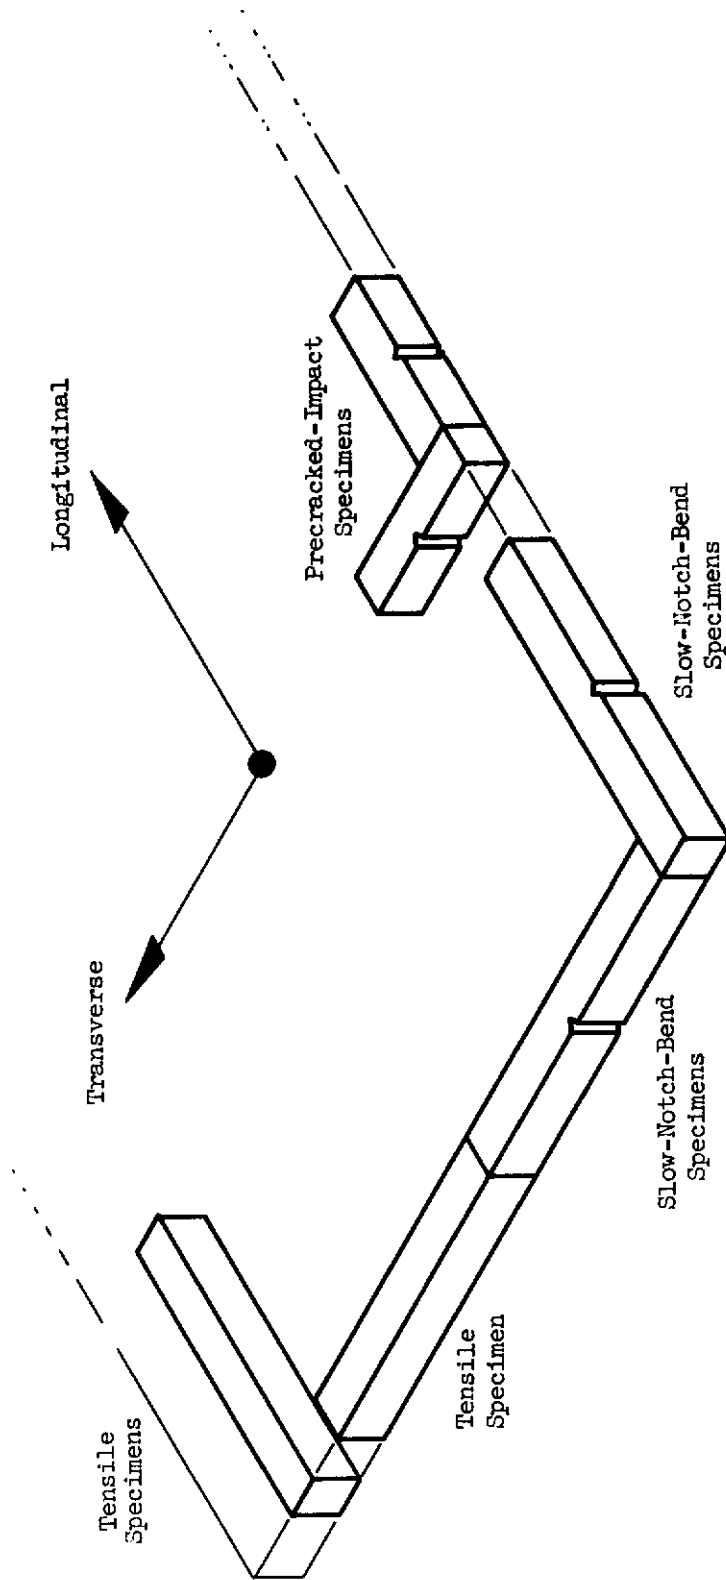 Longitudinal
Transverse
Precracked-Impact
Specimens
Slow-Notch-Bend
Specimens
Slow-Notch-Bend
Specimens
Tensile
Specimen
Tensile
Specimens